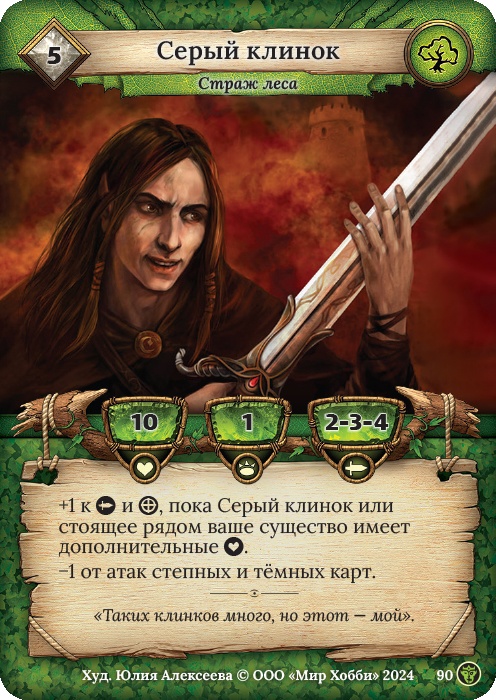 5
Серый клинок
Страж леса
10
1
2-3-4
+1 к и , пока Серый клинок или
стоящее рядом ваше существо имеет
дополнительные .
−1 от атак степных и тёмных карт.
«Таких клинков много, но этот — мой».
Худ. Юлия Алексеева © ООО «Мир Хобби» 2024
90